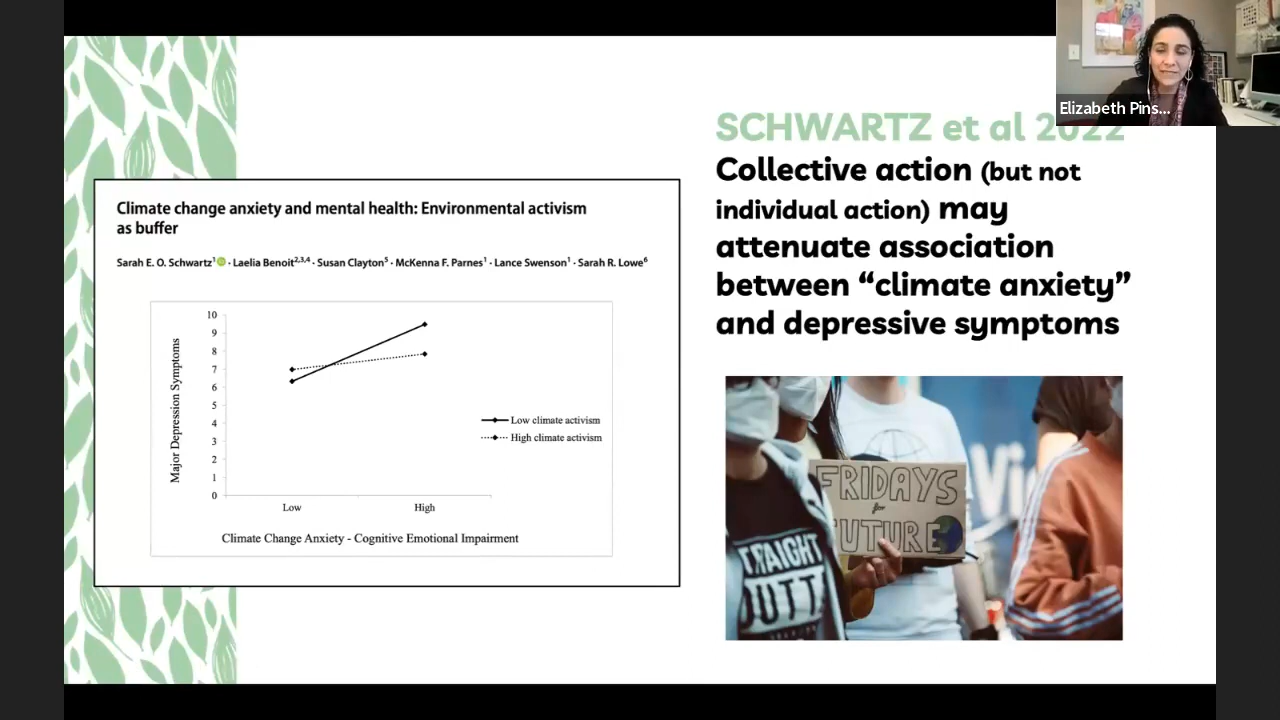 Elizabeth Pins...
SCHWARTZ et al 2022
Collective action (but not
individual action) may
attenuate association
between “climate anxiety”
and depressive symptoms
Climate change anxiety and mental health: Environmental activism
as buffer
Sarah E. O. Schwartz1 · Laelia Benoit2,3,4 · Susan Clayton5 · McKenna F. Parnes1 · Lance Swenson1 · Sarah R. Lowe6
Major Depression Symptoms
10
9
8
7
6
5
4
3
2
1
0
Low
High
Climate Change Anxiety - Cognitive Emotional Impairment
Low climate activism
High climate activism
FRIDAYS
for
FUTURE
OUTT